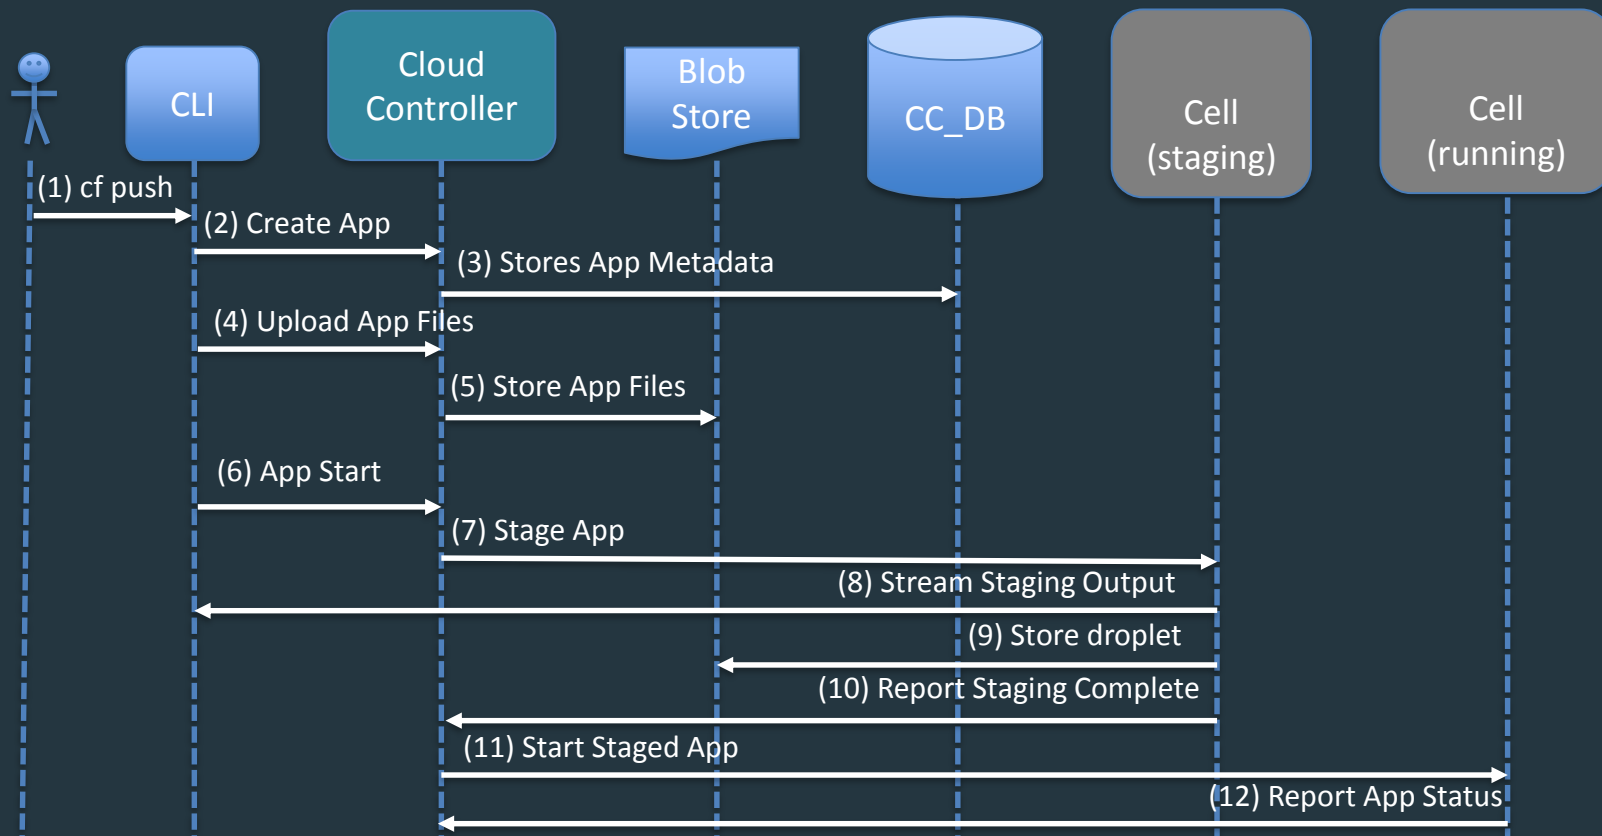 CLI
Cloud
Controller
Blob
Store
CC_DB
Cell
(staging)
Cell
(running)
(1) cf push
(2) Create App
(3) Stores App Metadata
(4) Upload App Files
(5) Store App Files
(6) App Start
(7) Stage App
(8) Stream Staging Output
(9) Store droplet
(10) Report Staging Complete
(11) Start Staged App
(12) Report App Status